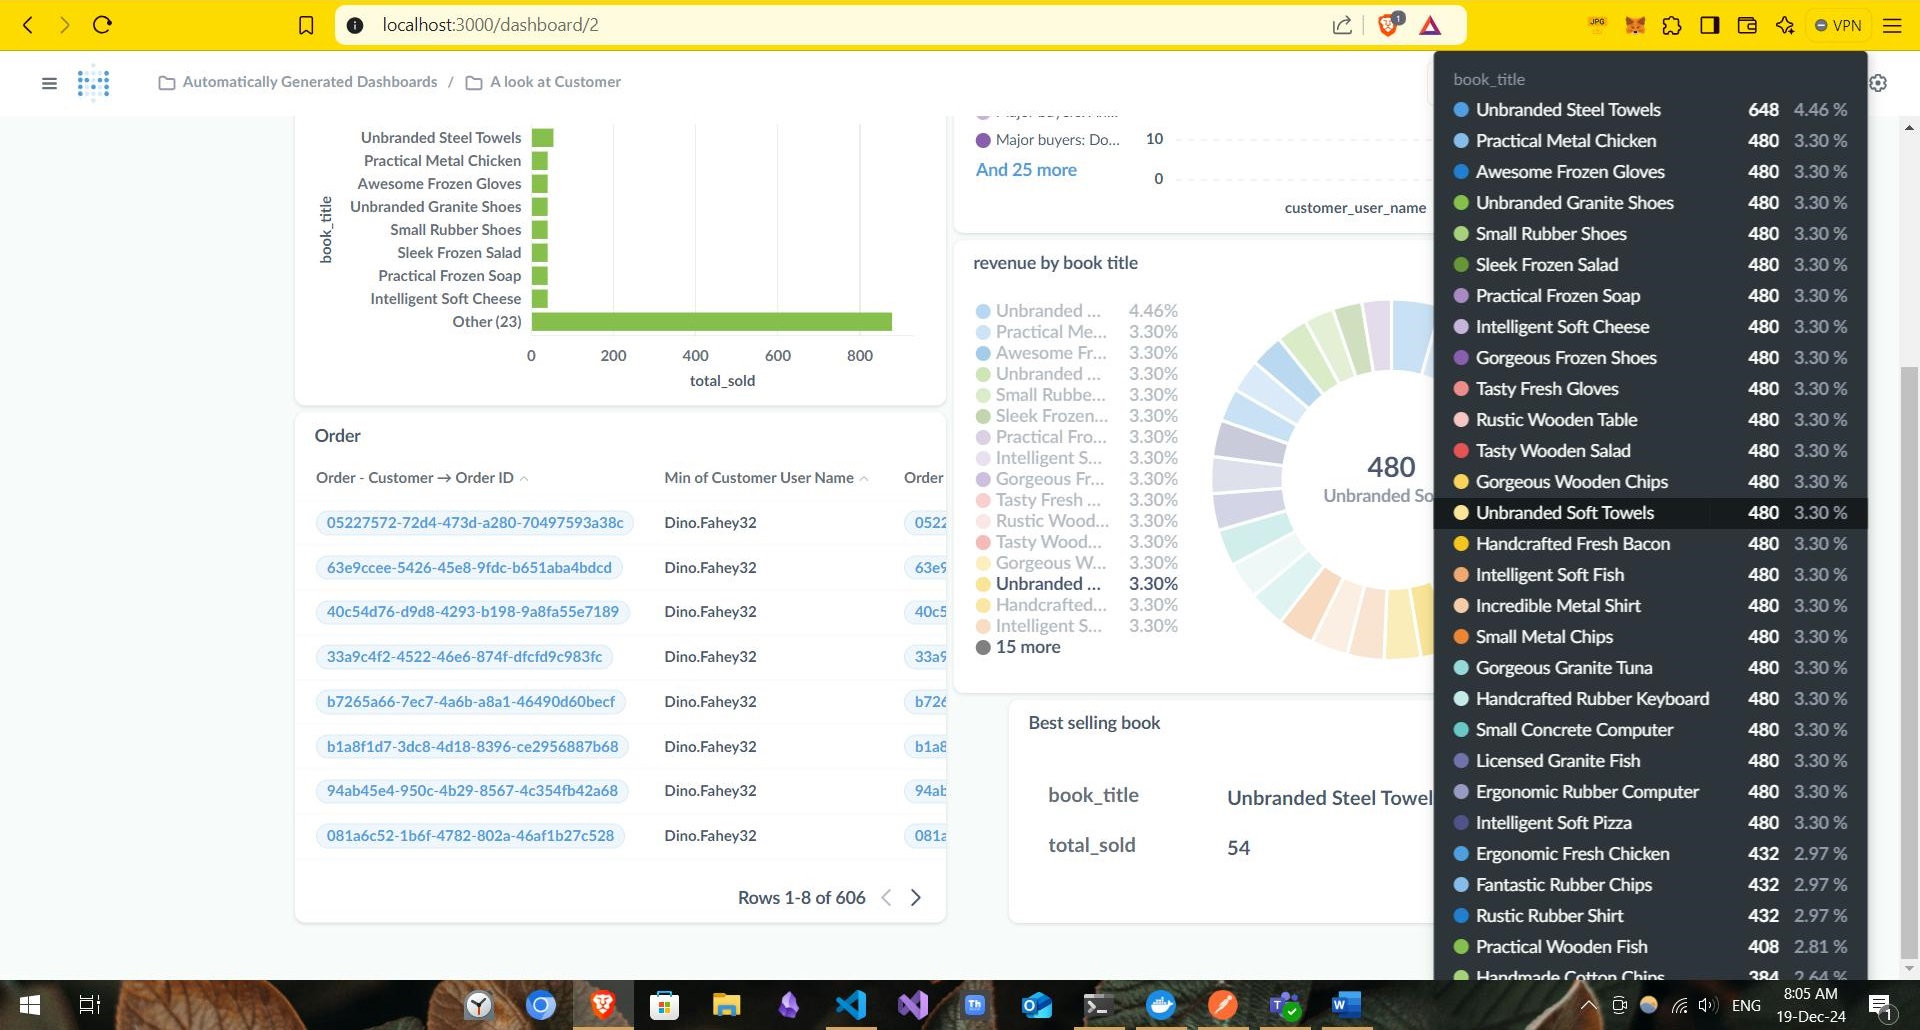 localhost:3000/dashboard/2
1
JPG
VPN
Automatically Generated Dashboards / A look at Customer
book_title
Unbranded Steel Towels
Practical Metal Chicken
Awesome Frozen Gloves
Unbranded Granite Shoes
Small Rubber Shoes
Sleek Frozen Salad
Practical Frozen Soap
Intelligent Soft Cheese
Other (23)
0 200 400 600 800
total_sold
Major buyers: Do...
And 25 more
10
0
customer_user_name
revenue by book title
Unbranded ... 4.46%
Practical Me... 3.30%
Awesome Fr... 3.30%
Unbranded ... 3.30%
Small Rubbe... 3.30%
Sleek Frozen... 3.30%
Practical Fro... 3.30%
Intelligent S... 3.30%
Gorgeous Fr... 3.30%
Tasty Fresh ... 3.30%
Rustic Wood... 3.30%
Tasty Wood... 3.30%
Gorgeous W... 3.30%
Unbranded ... 3.30%
Handcrafted... 3.30%
Intelligent S... 3.30%
15 more
480
Unbranded So
Order
Order - Customer → Order ID Min of Customer User Name Order
05227572-72d4-473d-a280-70497593a38c Dino.Fahey32 0522
63e9ccee-5426-45e8-9fdc-b651aba4bdcd Dino.Fahey32 63e9
40c54d76-d9d8-4293-b198-9a8fa55e7189 Dino.Fahey32 40c5
33a9c4f2-4522-46e6-874f-dfcfd9c983fc Dino.Fahey32 33a9
b7265a66-7ec7-4a6b-a8a1-46490d60becf Dino.Fahey32 b726
b1a8f1d7-3dc8-4d18-8396-ce2956887b68 Dino.Fahey32 b1a8
94ab45e4-950c-4b29-8567-4c354fb42a68 Dino.Fahey32 94ab
081a6c52-1b6f-4782-802a-46af1b27c528 Dino.Fahey32 081a
Rows 1-8 of 606
Best selling book
book_title Unbranded Steel Towel
total_sold 54
book_title
Unbranded Steel Towels 648 4.46 %
Practical Metal Chicken 480 3.30 %
Awesome Frozen Gloves 480 3.30 %
Unbranded Granite Shoes 480 3.30 %
Small Rubber Shoes 480 3.30 %
Sleek Frozen Salad 480 3.30 %
Practical Frozen Soap 480 3.30 %
Intelligent Soft Cheese 480 3.30 %
Gorgeous Frozen Shoes 480 3.30 %
Tasty Fresh Gloves 480 3.30 %
Rustic Wooden Table 480 3.30 %
Tasty Wooden Salad 480 3.30 %
Gorgeous Wooden Chips 480 3.30 %
Unbranded Soft Towels 480 3.30 %
Handcrafted Fresh Bacon 480 3.30 %
Intelligent Soft Fish 480 3.30 %
Incredible Metal Shirt 480 3.30 %
Small Metal Chips 480 3.30 %
Gorgeous Granite Tuna 480 3.30 %
Handcrafted Rubber Keyboard 480 3.30 %
Small Concrete Computer 480 3.30 %
Licensed Granite Fish 480 3.30 %
Ergonomic Rubber Computer 480 3.30 %
Intelligent Soft Pizza 480 3.30 %
Ergonomic Fresh Chicken 432 2.97 %
Fantastic Rubber Chips 432 2.97 %
Rustic Rubber Shirt 432 2.97 %
Practical Wooden Fish 408 2.81 %
Handmade Cotton Chips 384 2.64 %
Th
ENG
8:05 AM
19-Dec-24
1